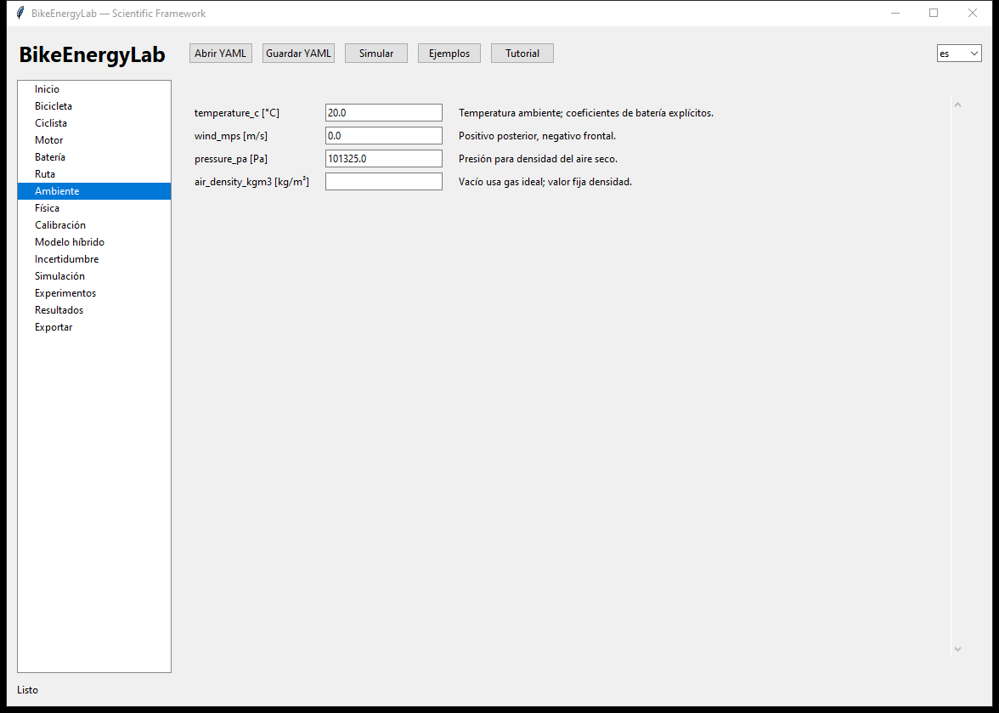 BikeEnergyLab — Scientific Framework
BikeEnergyLab
Abrir YAML
Guardar YAML
Simular
Ejemplos
Tutorial
es
Inicio
Bicicleta
Ciclista
Motor
Batería
Ruta
Ambiente
Física
Calibración
Modelo híbrido
Incertidumbre
Simulación
Experimentos
Resultados
Exportar
temperature_c [°C] 20.0 Temperatura ambiente; coeficientes de batería explícitos.
wind_mps [m/s] 0.0 Positivo posterior, negativo frontal.
pressure_pa [Pa] 101325.0 Presión para densidad del aire seco.
air_density_kgm3 [kg/m³] Vacío usa gas ideal; valor fija densidad.
Listo